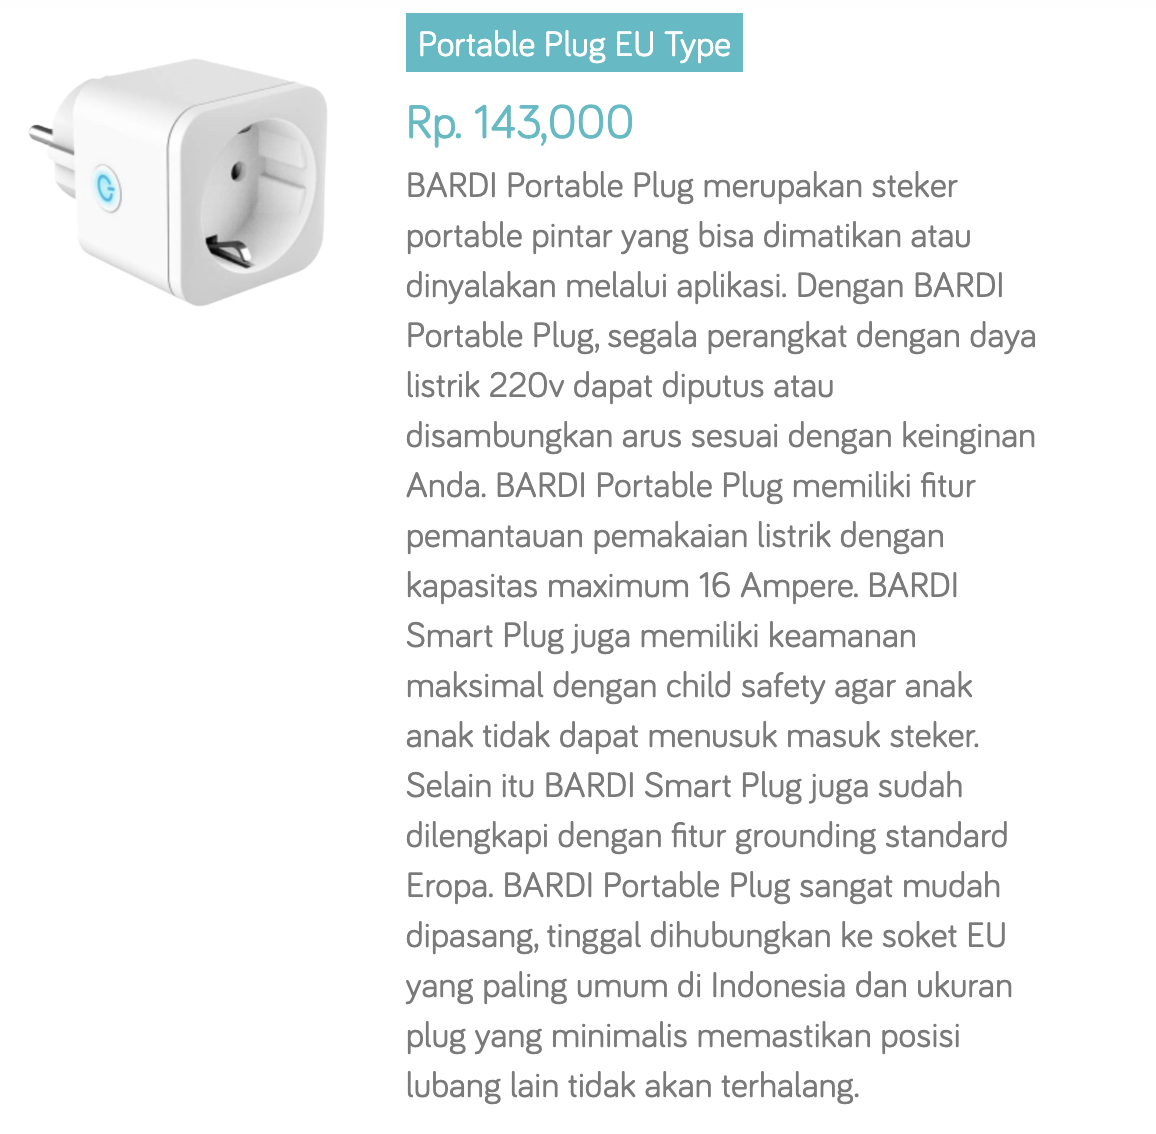 Portable Plug EU Type
Rp. 143,000
BARDI Portable Plug merupakan steker
portable pintar yang bisa dimatikan atau
dinyalakan melalui aplikasi. Dengan BARDI
Portable Plug, segala perangkat dengan daya
listrik 220v dapat diputus atau
disambungkan arus sesuai dengan keinginan
Anda. BARDI Portable Plug memiliki fitur
pemantauan pemakaian listrik dengan
kapasitas maximum 16 Ampere. BARDI
Smart Plug juga memiliki keamanan
maksimal dengan child safety agar anak
anak tidak dapat menusuk masuk steker.
Selain itu BARDI Smart Plug juga sudah
dilengkapi dengan fitur grounding standard
Eropa. BARDI Portable Plug sangat mudah
dipasang, tinggal dihubungkan ke soket EU
yang paling umum di Indonesia dan ukuran
plug yang minimalis memastikan posisi
lubang lain tidak akan terhalang.